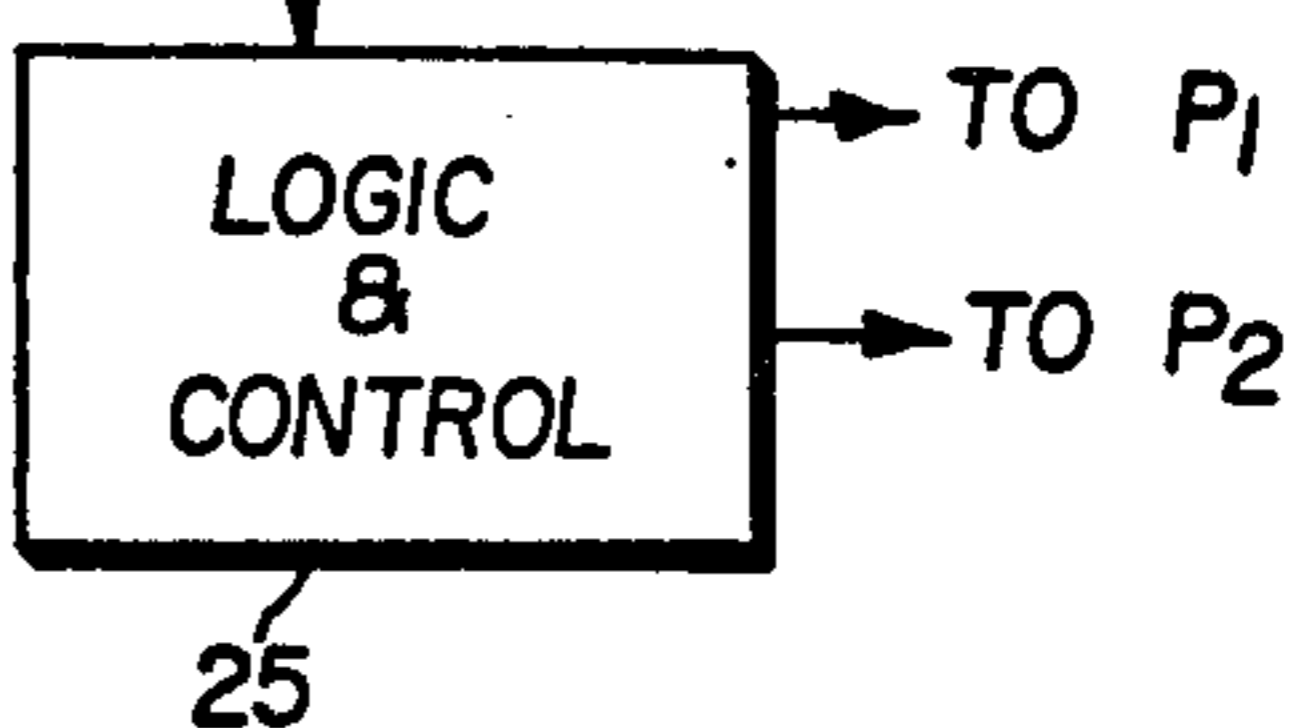 LOGIC
&
CONTROL
TO P₁
TO P₂
25